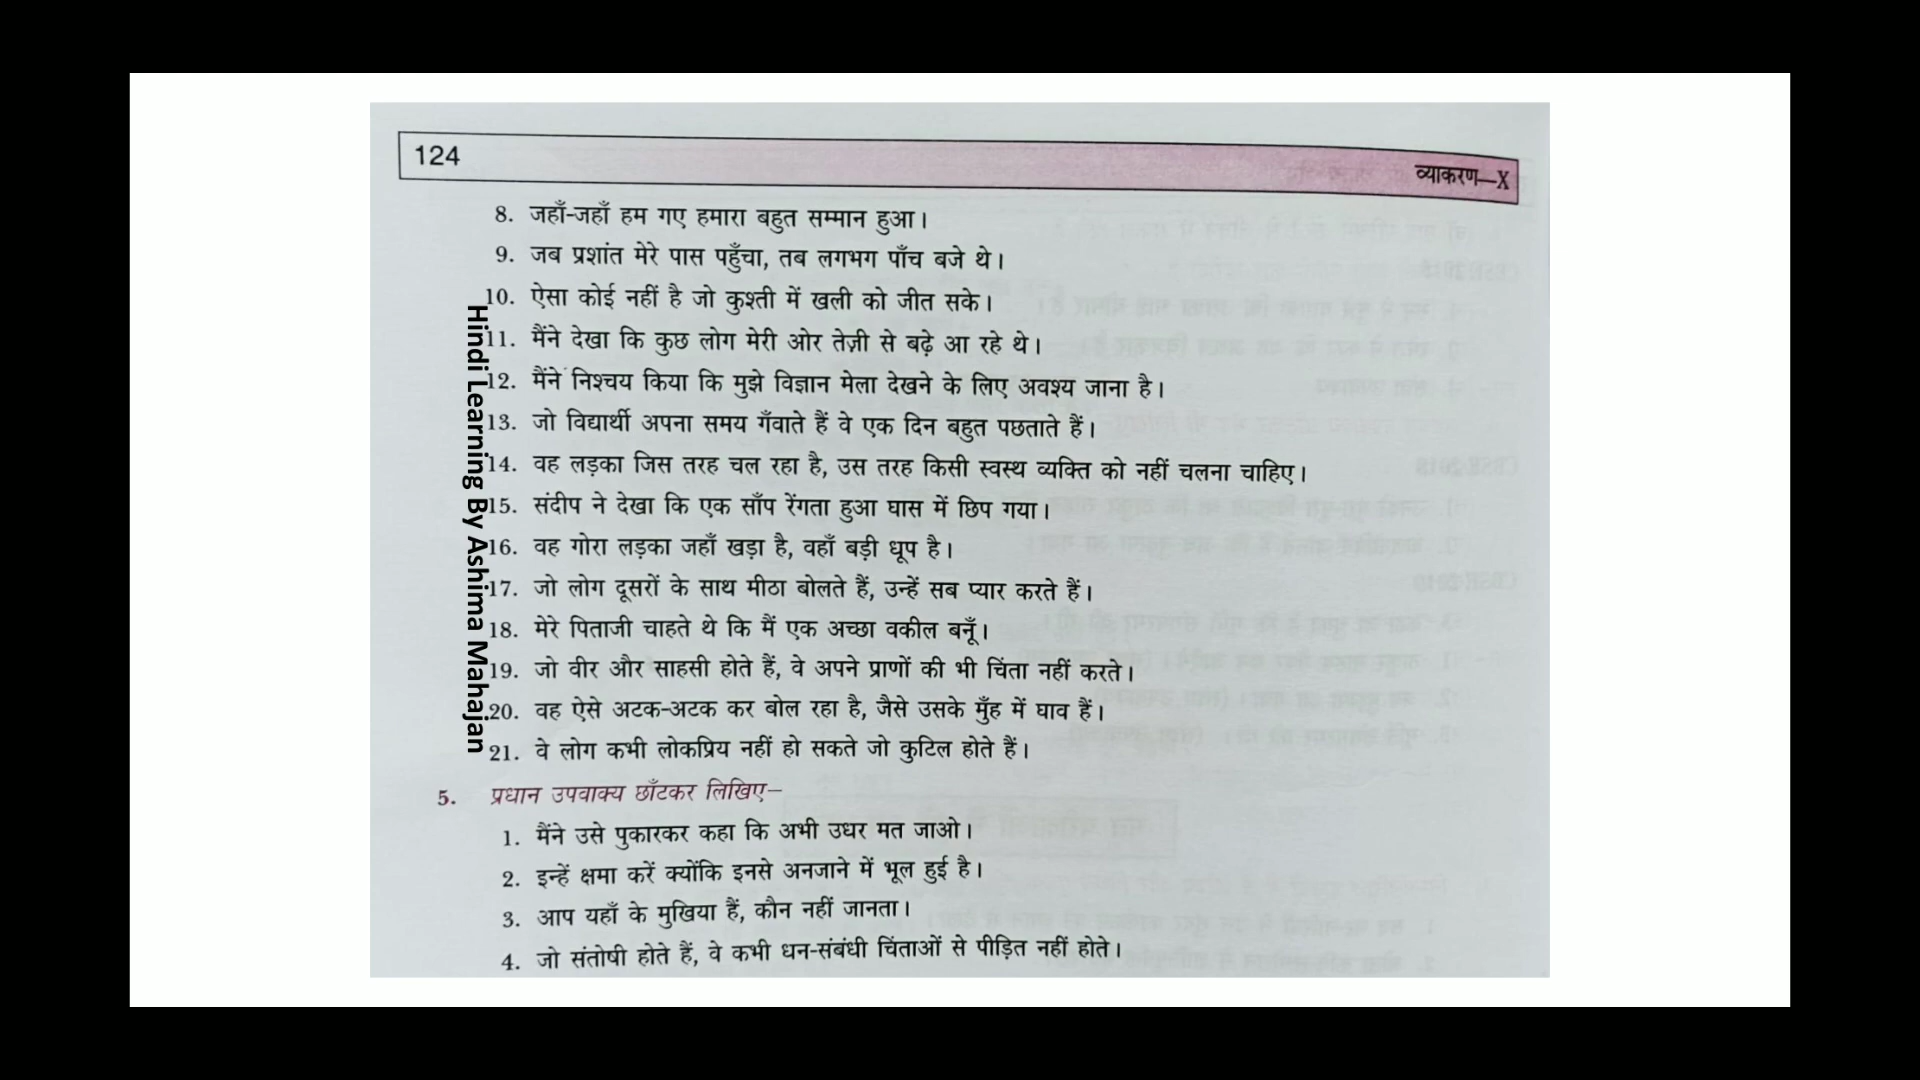 124
व्याकरण—X
8. जहाँ-जहाँ हम गए हमारा बहुत सम्मान हुआ।
9. जब प्रशांत मेरे पास पहुँचा, तब लगभग पाँच बजे थे।
10. ऐसा कोई नहीं है जो कुश्ती में खली को जीत सके।
11. मैंने देखा कि कुछ लोग मेरी ओर तेज़ी से बढ़े आ रहे थे।
12. मैंने निश्चय किया कि मुझे विज्ञान मेला देखने के लिए अवश्य जाना है।
13. जो विद्यार्थी अपना समय गँवाते हैं वे एक दिन बहुत पछताते हैं।
14. वह लड़का जिस तरह चल रहा है, उस तरह किसी स्वस्थ व्यक्ति को नहीं चलना चाहिए।
15. संदीप ने देखा कि एक साँप रेंगता हुआ घास में छिप गया।
16. वह गोरा लड़का जहाँ खड़ा है, वहाँ बड़ी धूप है।
17. जो लोग दूसरों के साथ मीठा बोलते हैं, उन्हें सब प्यार करते हैं।
18. मेरे पिताजी चाहते थे कि मैं एक अच्छा वकील बनूँ।
19. जो वीर और साहसी होते हैं, वे अपने प्राणों की भी चिंता नहीं करते।
20. वह ऐसे अटक-अटक कर बोल रहा है, जैसे उसके मुँह में घाव हैं।
21. वे लोग कभी लोकप्रिय नहीं हो सकते जो कुटिल होते हैं।
5. प्रधान उपवाक्य छाँटकर लिखिए—
1. मैंने उसे पुकारकर कहा कि अभी उधर मत जाओ।
2. इन्हें क्षमा करें क्योंकि इनसे अनजाने में भूल हुई है।
3. आप यहाँ के मुखिया हैं, कौन नहीं जानता।
4. जो संतोषी होते हैं, वे कभी धन-संबंधी चिंताओं से पीड़ित नहीं होते।
Hindi Learning By Ashima Mahajan